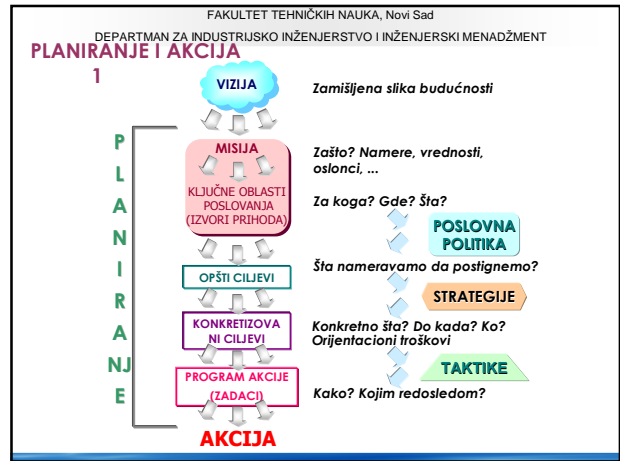 FAKULTET TEHNIČKIH NAUKA, Novi Sad
DEPARTMAN ZA INDUSTRIJSKO INŽENJERSTVO I INŽENJERSKI MENADŽMENT
PLANIRANJE I AKCIJA
1
VIZIJA
Zamišljena slika budućnosti
P
L
A
N
I
R
A
NJ
E
MISIJA
Zašto? Namere, vrednosti,
oslonci, ...
KLJUČNE OBLASTI
POSLOVANJA
(IZVORI PRIHODA)
Za koga? Gde? Šta?
POSLOVNA
POLITIKA
OPŠTI CILJEVI
Šta nameravamo da postignemo?
STRATEGIJE
KONKRETIZOVA
NI CILJEVI
Konkretno šta? Do kada? Ko?
Orijentacioni troškovi
TAKTIKE
PROGRAM AKCIJE
(ZADACI)
Kako? Kojim redosledom?
AKCIJA